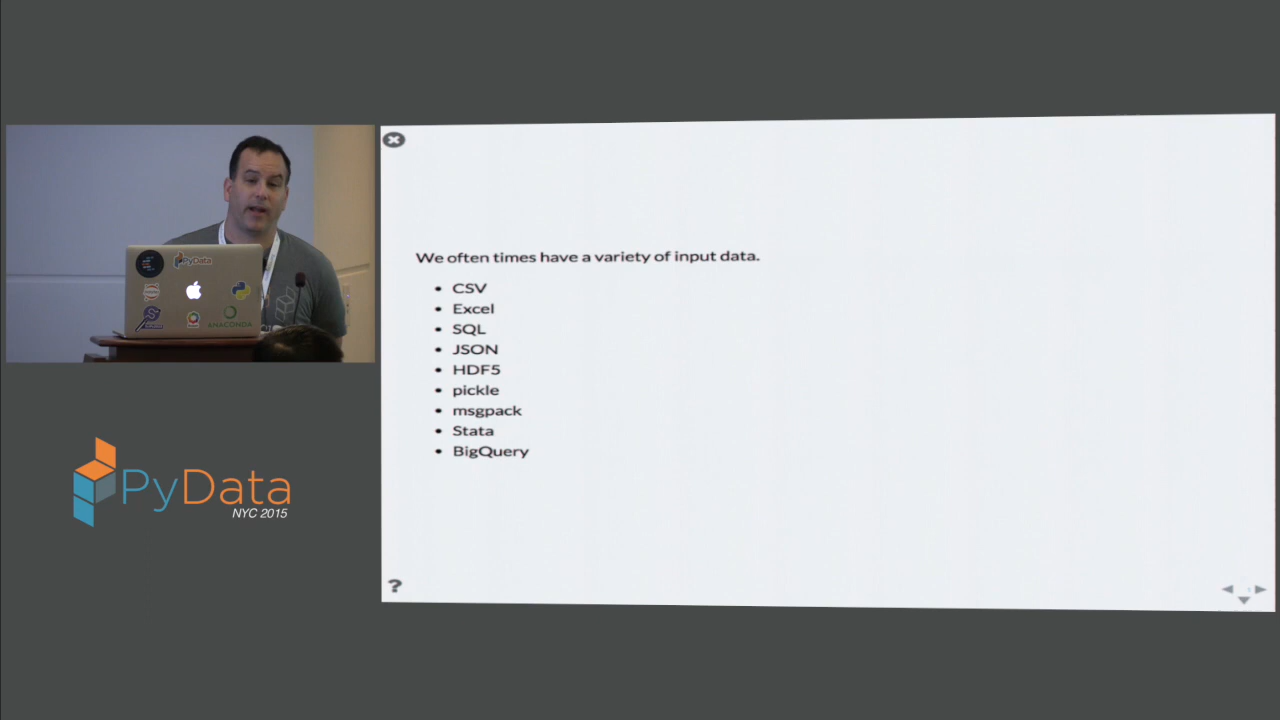 We often times have a variety of input data.
• CSV
• Excel
• SQL
• JSON
• HDF5
• pickle
• msgpack
• Stata
• BigQuery
?
PyData
ANACONDA
PyData
NYC 2015